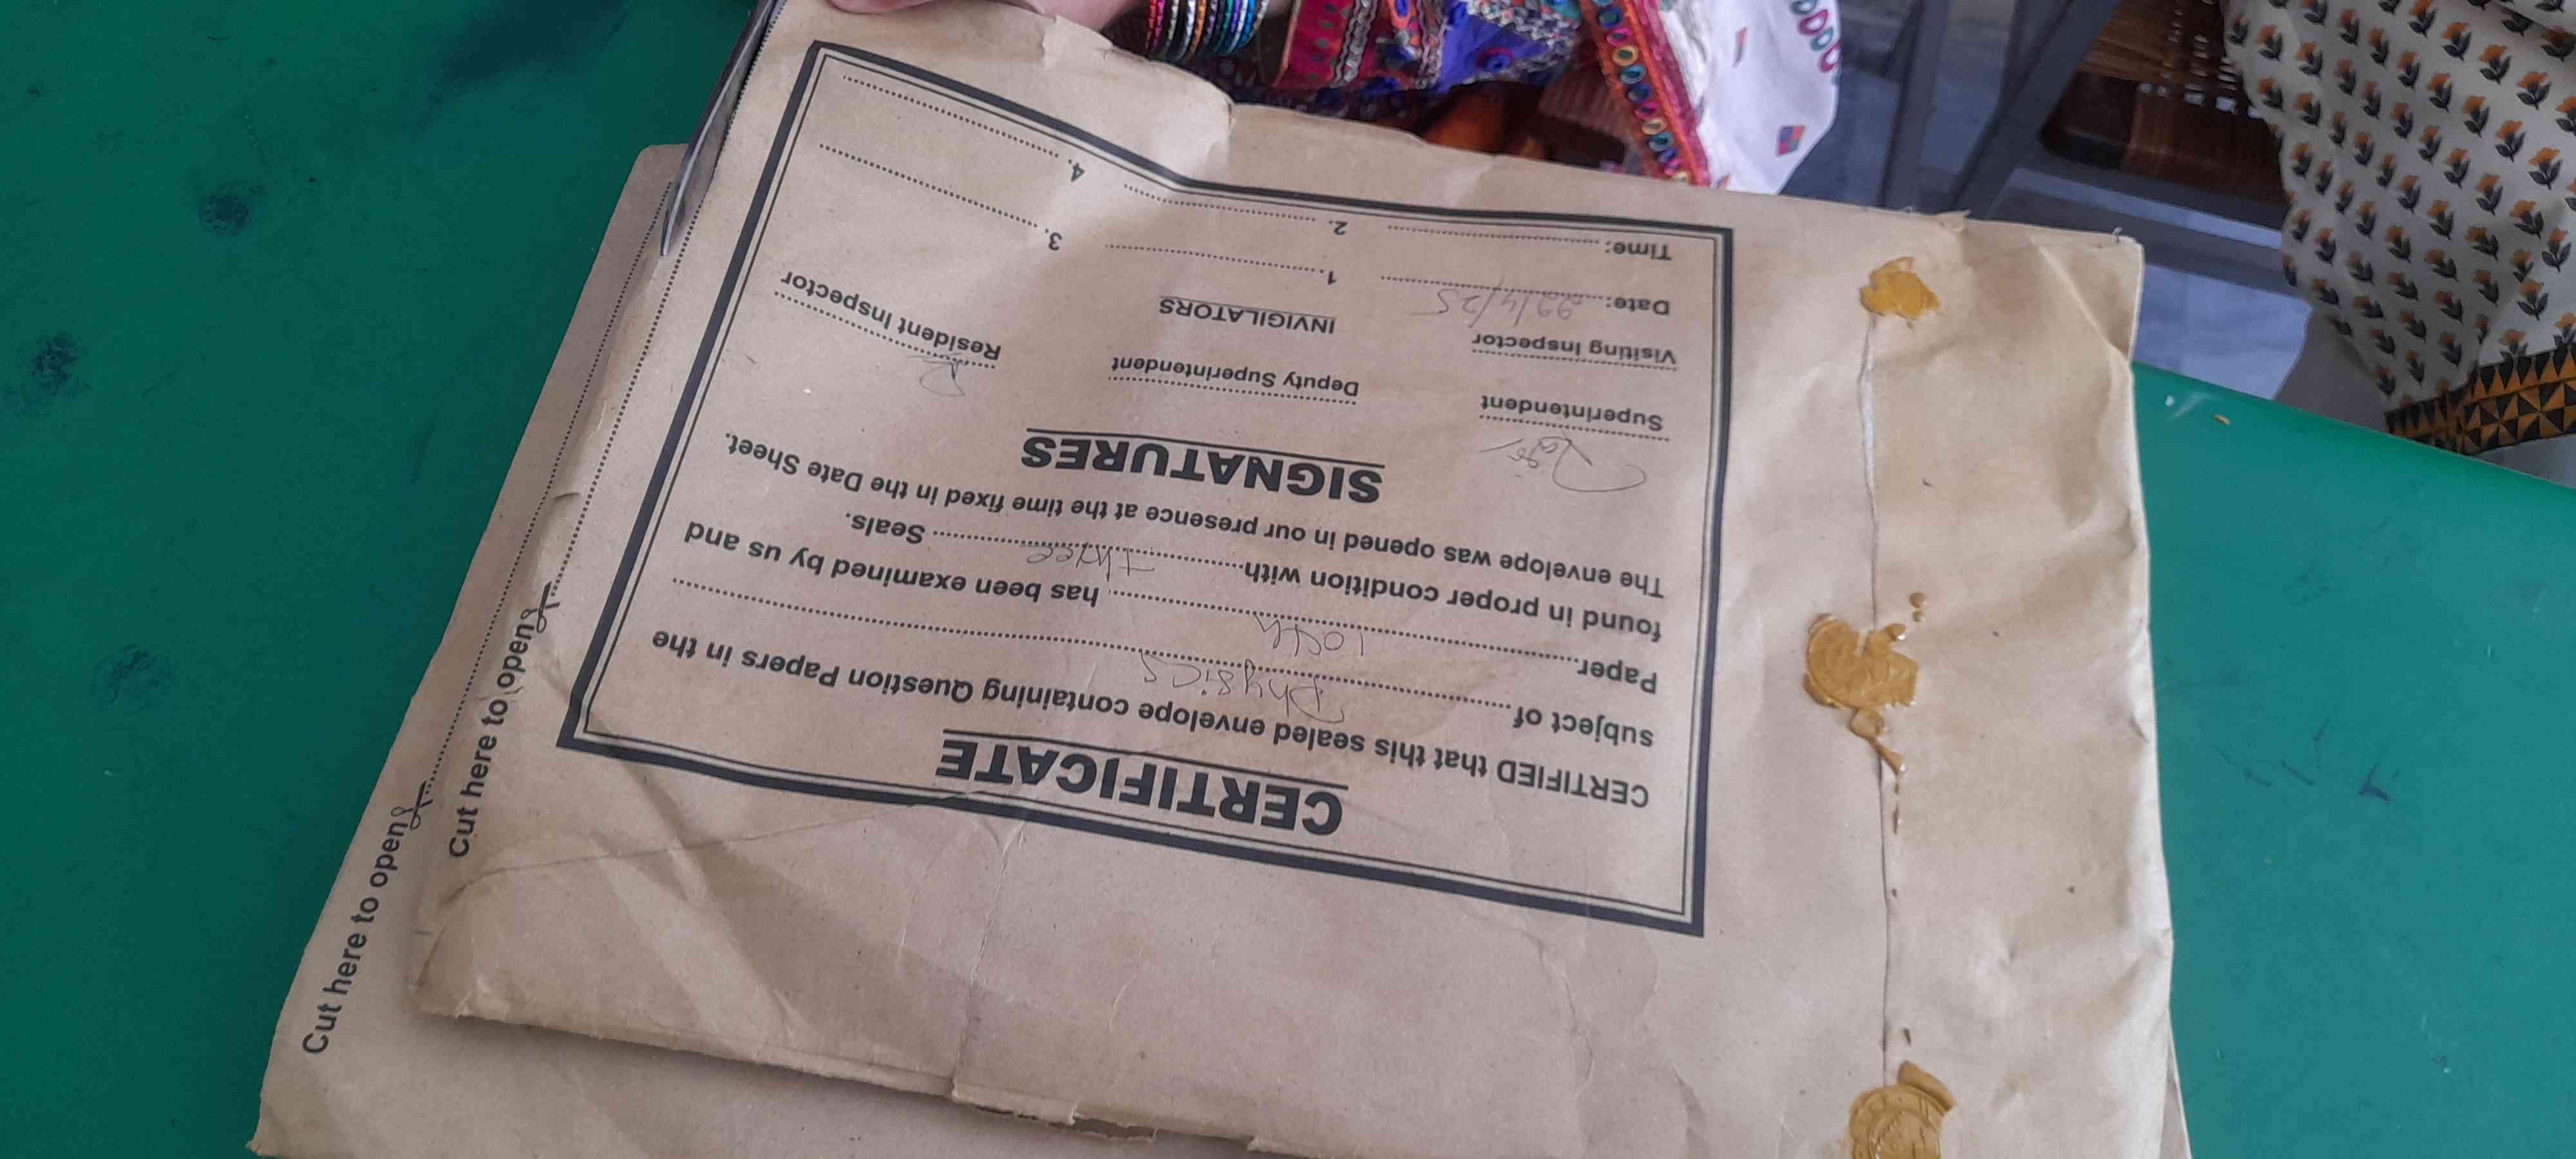 CERTIFICATE
CERTIFIED that this sealed envelope containing Question Papers in the
subject of Physics
Paper 10th has been examined by us and
found in proper condition with three Seals.
The envelope was opened in our presence at the time fixed in the Date Sheet.
SIGNATURES
Superintendent Deputy Superintendent Resident Inspector
Visiting Inspector INVIGILATORS
Date: 22/4/25 1. 3.
Time: 2. 4.
Cut here to open
Cut here to open